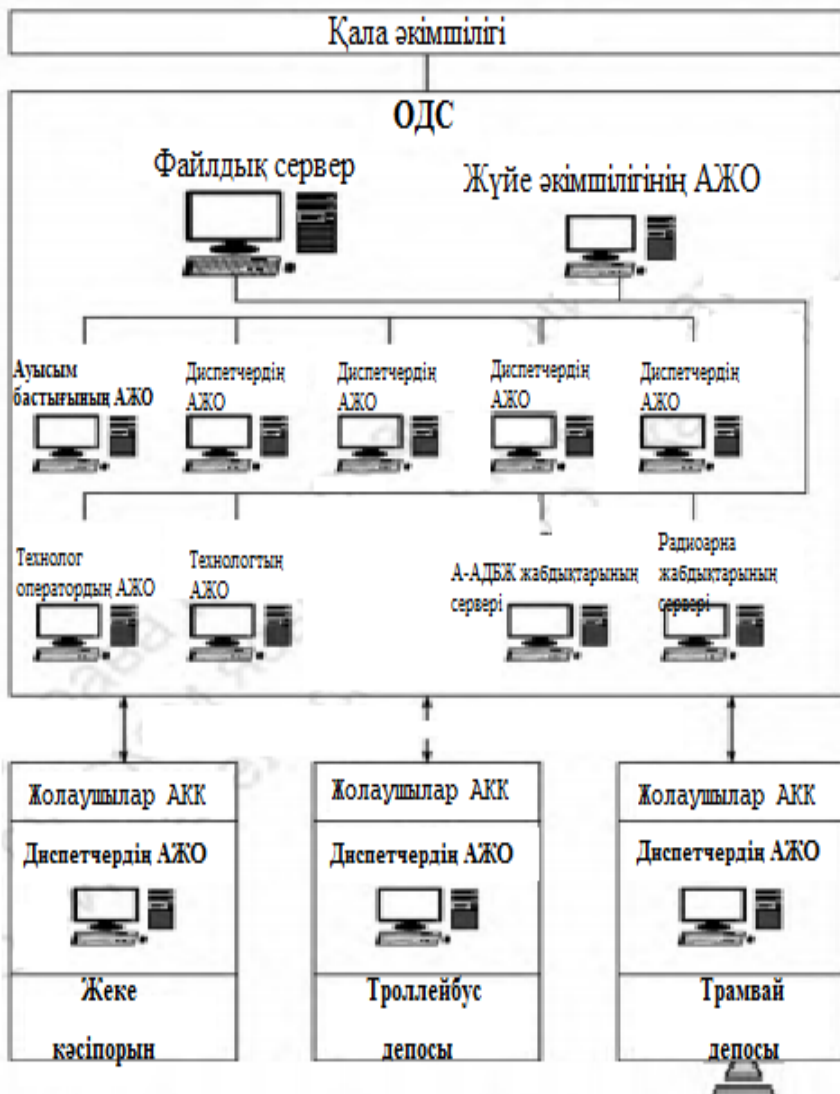 Қала әкімшілігі
ОДС
Файлдық сервер
Жүйе әкімшілігінің АЖО
Ауысым
бастығының АЖО
Диспетчердің
АЖО
Диспетчердің
АЖО
Диспетчердің
АЖО
Диспетчердің
АЖО
Технолог
оператордың АЖО
Технологтың
АЖО
А-АДБЖ жабдықтарының
сервері
Радиоарна
жабдықтарының
сервері
Жолаушылар АКК
Диспетчердің АЖО
Жеке
кәсіпорын
Жолаушылар АКК
Диспетчердің АЖО
Троллейбус
депосы
Жолаушылар АКК
Диспетчердің АЖО
Трамвай
депосы